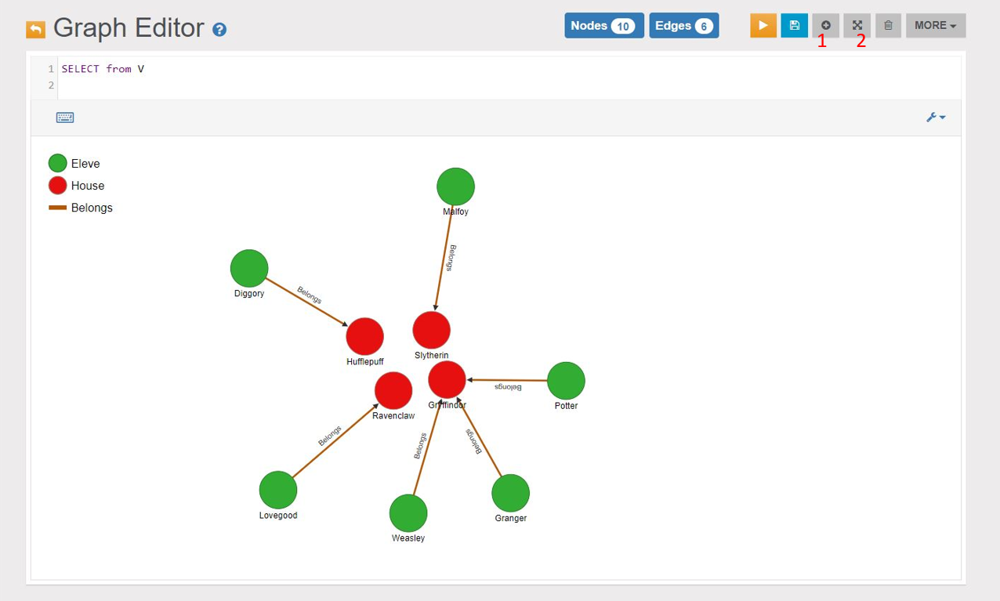 Graph Editor ?
Nodes 10 Edges 6
MORE
1 2
1 SELECT from V
2
Eleve
House
Belongs
Malfoy
Belongs
Diggory
Belongs
Hufflepuff
Slytherin
Gryffindor
Belongs
Potter
Ravenclaw
Belongs
Belongs
Belongs
Lovegood
Weasley
Granger